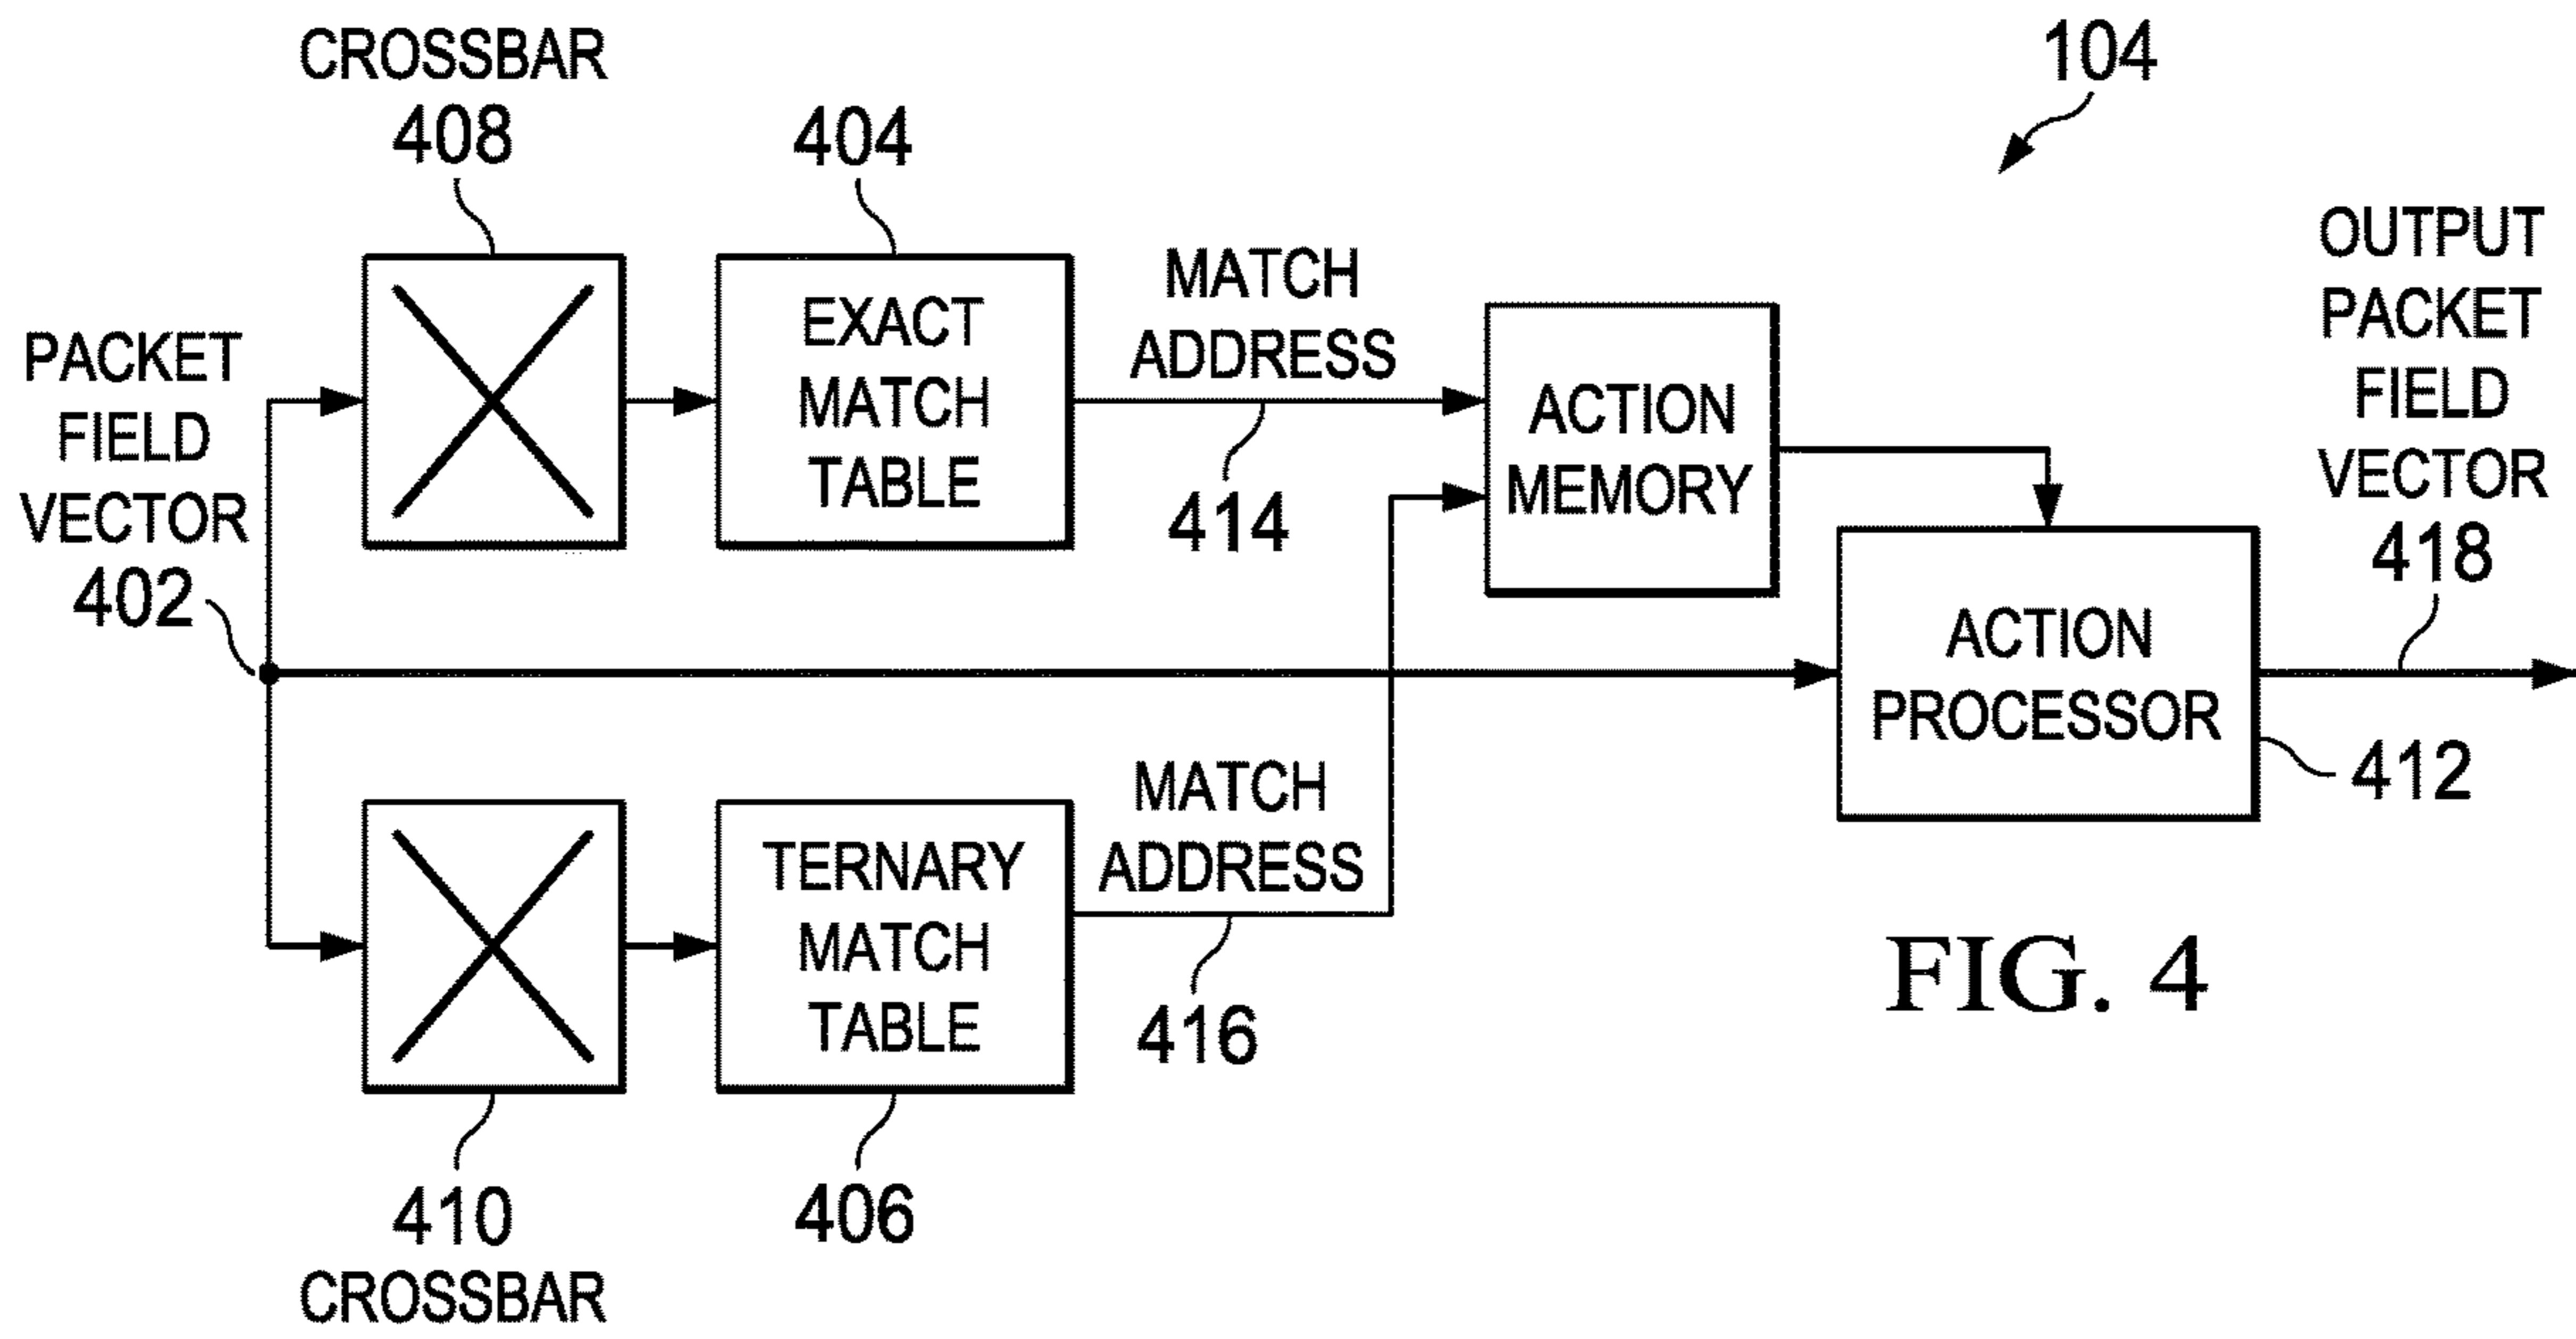 CROSSBAR
408
404
104
PACKET
FIELD
VECTOR
402
EXACT
MATCH
TABLE
MATCH
ADDRESS
414
ACTION
MEMORY
OUTPUT
PACKET
FIELD
VECTOR
418
ACTION
PROCESSOR
412
TERNARY
MATCH
TABLE
MATCH
ADDRESS
416
410
CROSSBAR
406
FIG. 4